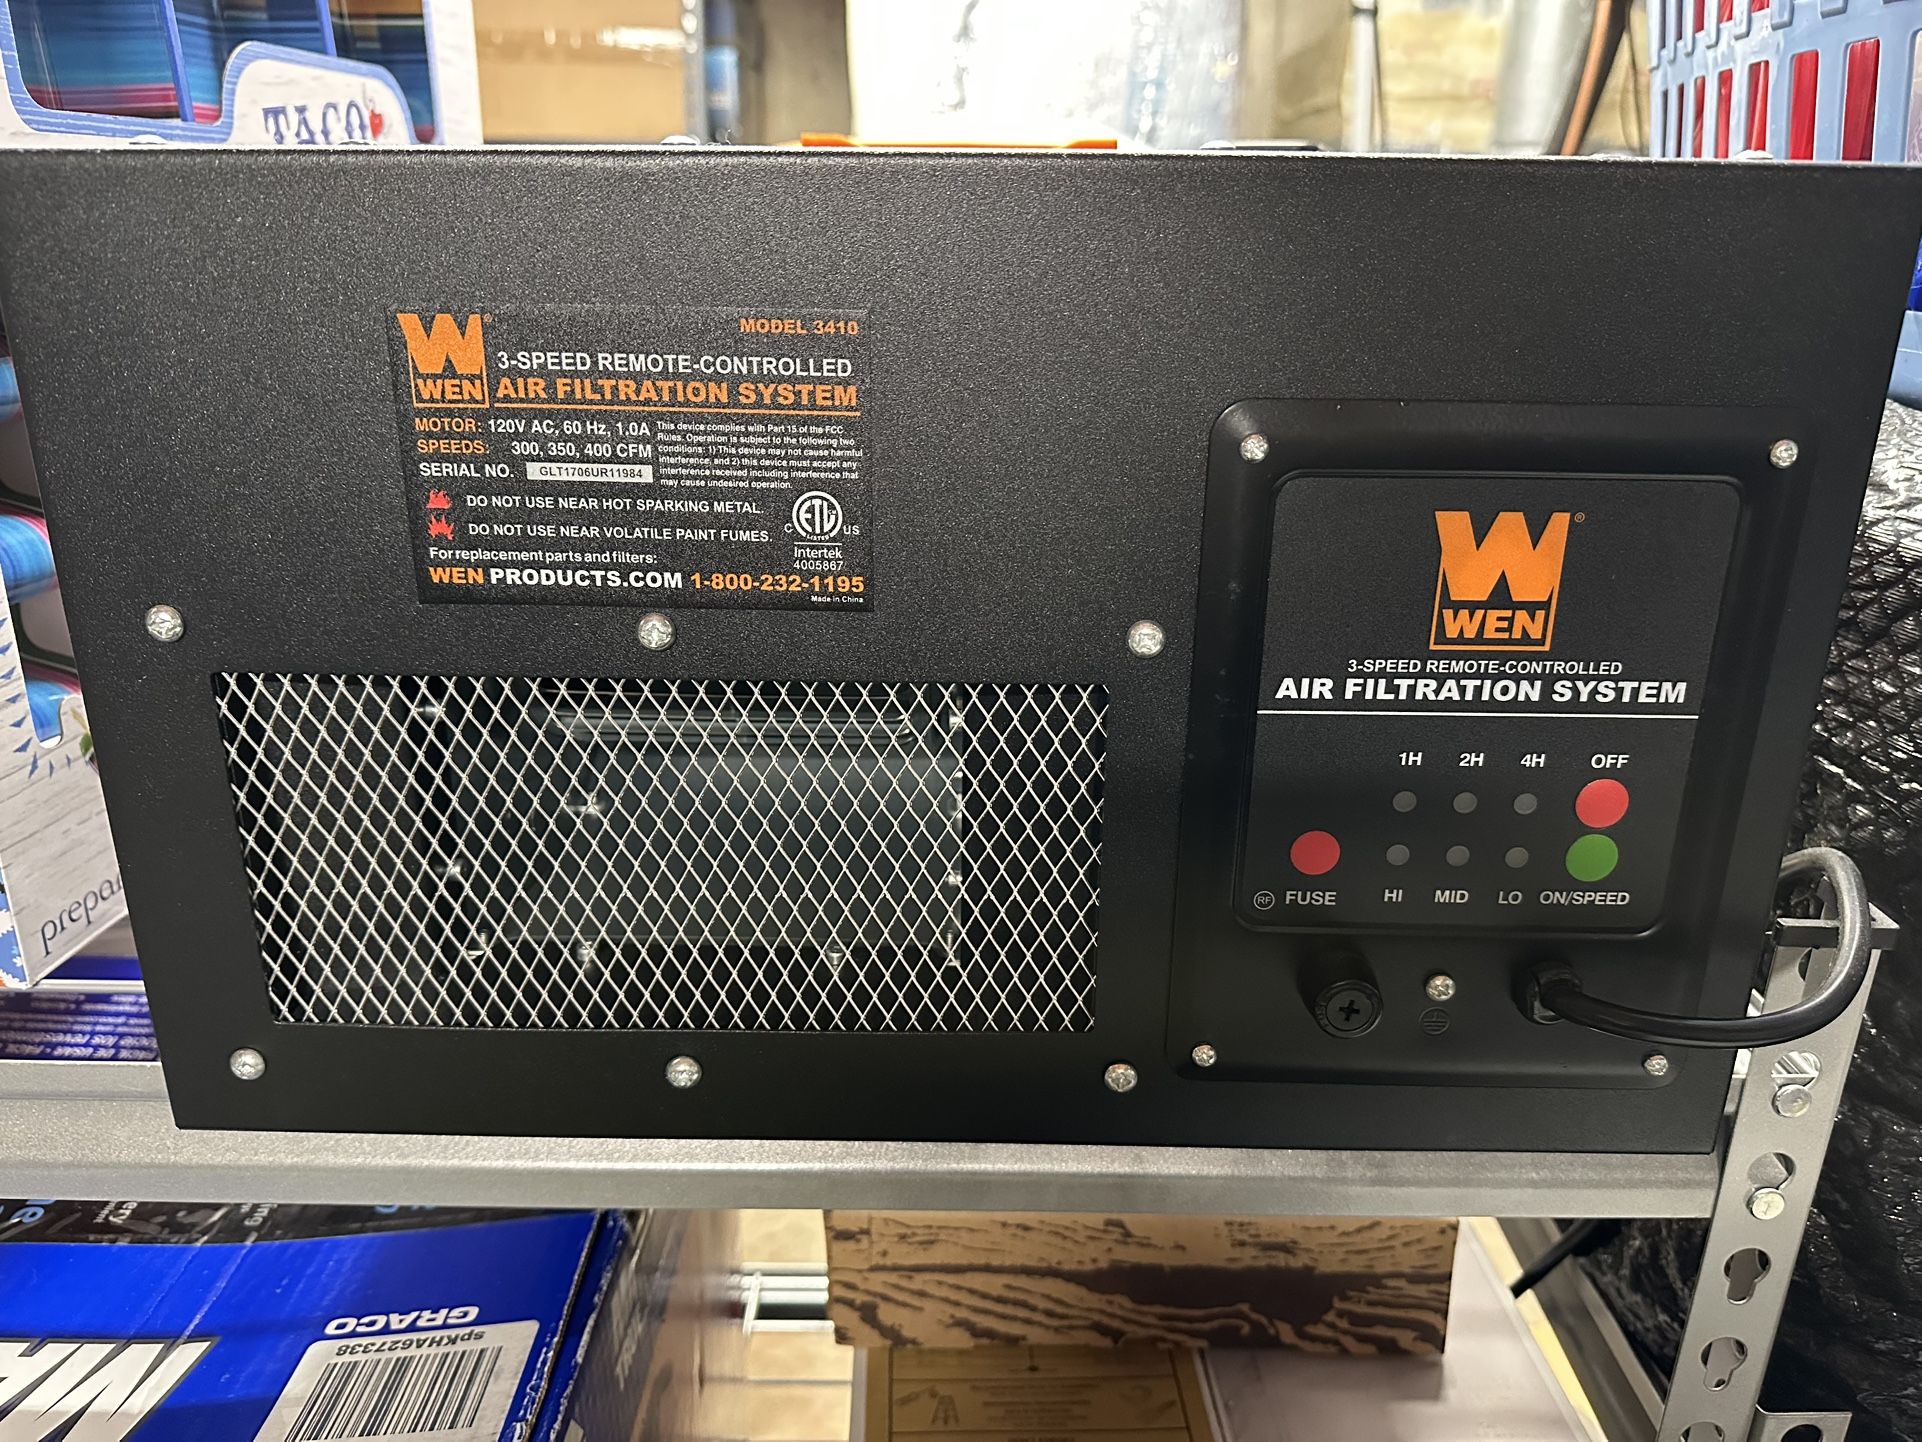 TACO
W®
WEN
MODEL 3410
3-SPEED REMOTE-CONTROLLED
AIR FILTRATION SYSTEM
MOTOR: 120V AC, 60 Hz, 1.0A
SPEEDS: 300, 350, 400 CFM
SERIAL NO. GLT1706UR11984
This device complies with Part 15 of the FCC
Rules. Operation is subject to the following two
conditions: 1) This device may not cause harmful
interference, and 2) this device must accept any
interference received including interference that
may cause undesired operation.
DO NOT USE NEAR HOT SPARKING METAL.
DO NOT USE NEAR VOLATILE PAINT FUMES.
C ETL CM US
LISTED
Intertek
4005867
For replacement parts and filters:
WENPRODUCTS.COM 1-800-232-1195
Made in China
W®
WEN
3-SPEED REMOTE-CONTROLLED
AIR FILTRATION SYSTEM
1H 2H 4H OFF
RF FUSE HI MID LO ON/SPEED
prepa
GRACO
spKHA627338